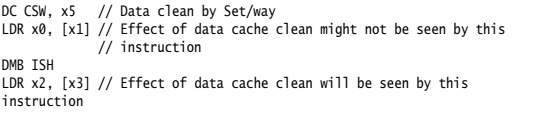 DC CSW, x5   // Data clean by Set/way
LDR x0, [x1] // Effect of data cache clean might not be seen by this
             // instruction
DMB ISH
LDR x2, [x3] // Effect of data cache clean will be seen by this
instruction